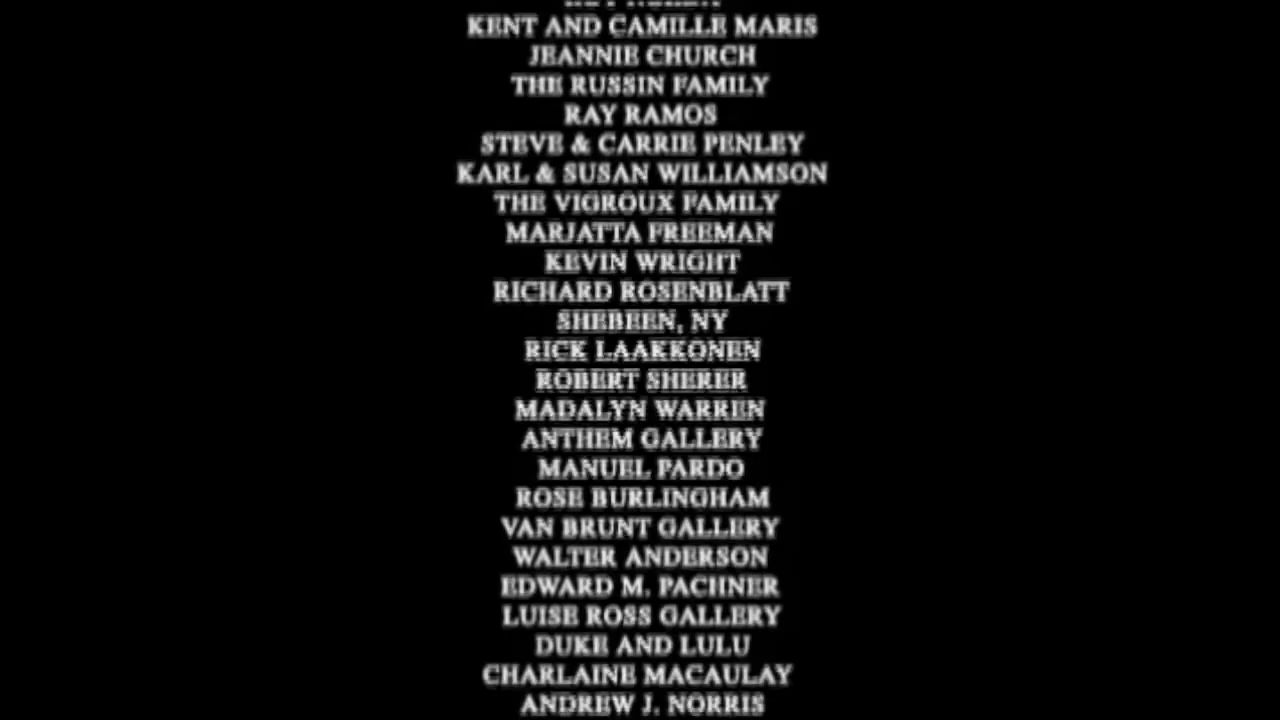 KENT AND CAMILLE MARIS
JEANNIE CHURCH
THE RUSSIN FAMILY
RAY RAMOS
STEVE & CARRIE PENLEY
KARL & SUSAN WILLIAMSON
THE VIGROUX FAMILY
MARJATTA FREEMAN
KEVIN WRIGHT
RICHARD ROSENBLATT
SHEBEEN, NY
RICK LAAKKONEN
ROBERT SHERER
MADALYN WARREN
ANTHEM GALLERY
MANUEL PARDO
ROSE BURLINGHAM
VAN BRUNT GALLERY
WALTER ANDERSON
EDWARD M. PACHNER
LUISE ROSS GALLERY
DUKE AND LULU
CHARLAINE MACAULAY
ANDREW J. NORRIS